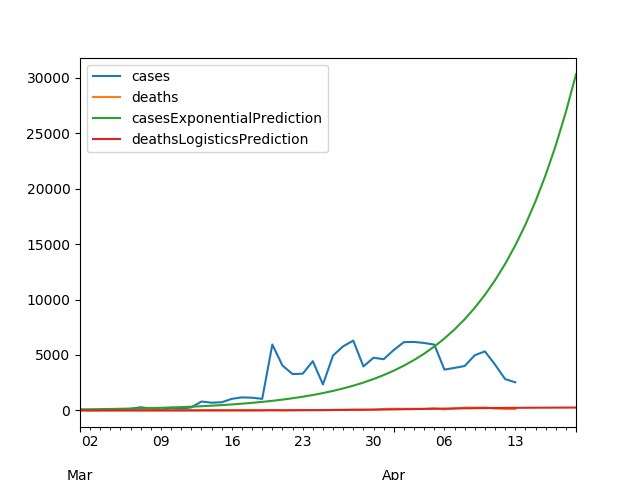 cases
deaths
casesExponentialPrediction
deathsLogisticsPrediction
30000
25000
20000
15000
10000
5000
0
02 09 16 23 30 06 13
Mar Apr